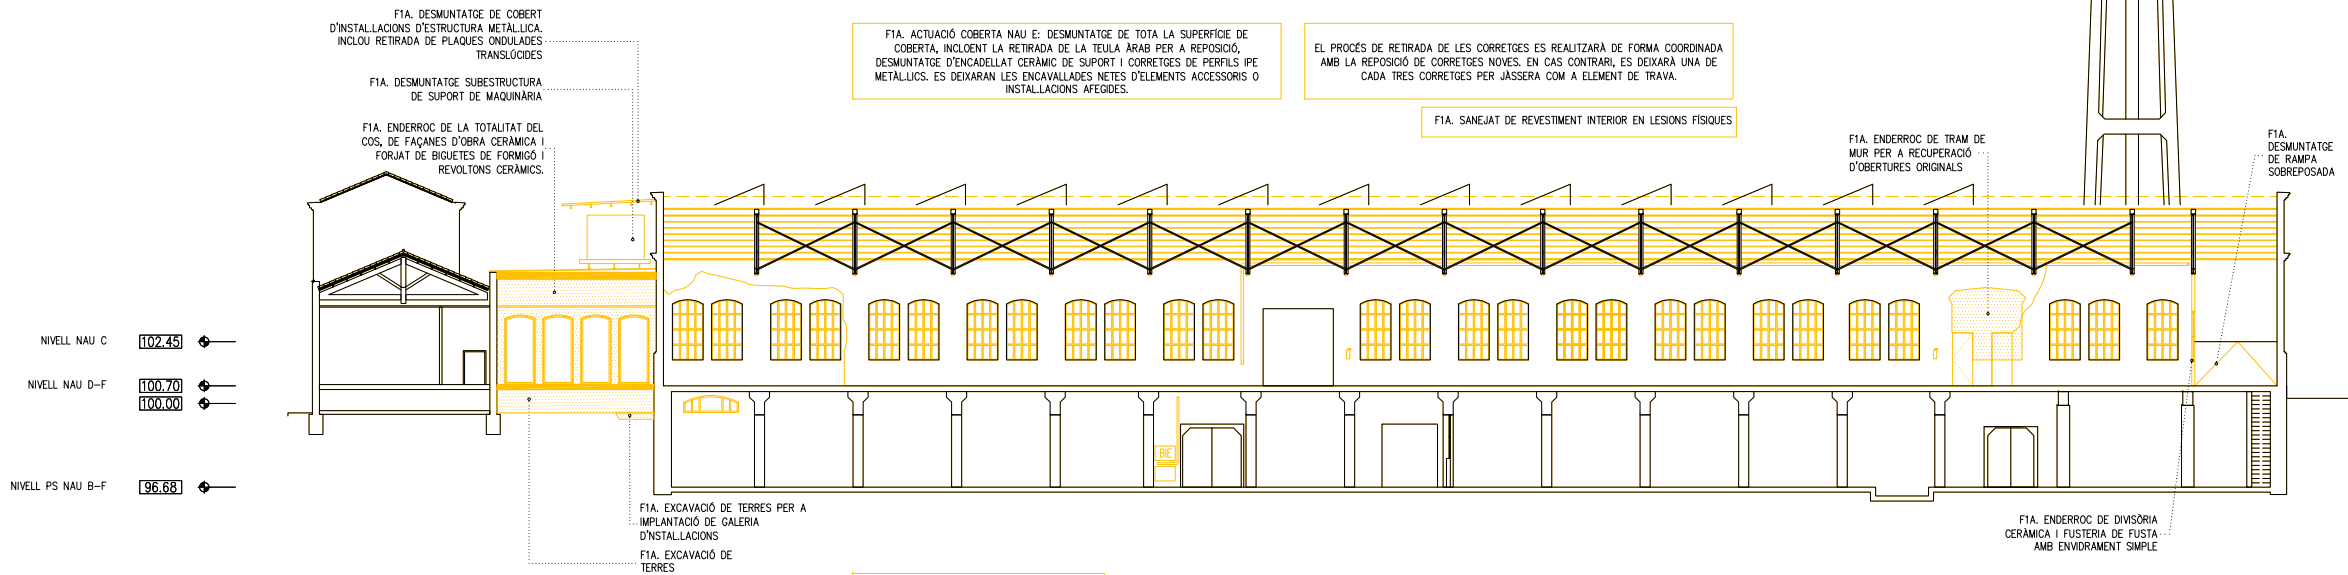 F1A. DESMUNTATGE DE COBERT
D'INSTAL.LACIONS D'ESTRUCTURA METÀL.LICA.
INCLOU RETIRADA DE PLAQUES ONDULADES
TRANSLÚCIDES
F1A. DESMUNTATGE SUBESTRUCTURA
DE SUPORT DE MAQUINÀRIA
F1A. ENDERROC DE LA TOTALITAT DEL
COS, DE FAÇANES D'OBRA CERÀMICA I
FORJAT DE BIGUETES DE FORMIGÓ I
REVOLTONS CERÀMICS.
F1A. ACTUACIÓ COBERTA NAU E: DESMUNTATGE DE TOTA LA SUPERFÍCIE DE
COBERTA, INCLOENT LA RETIRADA DE LA TEULA ÀRAB PER A REPOSICIÓ,
DESMUNTATGE D'ENCADELLAT CERÀMIC DE SUPORT I CORRETGES DE PERFILS IPE
METÀL.LICS. ES DEIXARAN LES ENCAVALLADES NETES D'ELEMENTS ACCESSORIS O
INSTAL.LACIONS AFEGIDES.
EL PROCÉS DE RETIRADA DE LES CORRETGES ES REALITZARÀ DE FORMA COORDINADA
AMB LA REPOSICIÓ DE CORRETGES NOVES. EN CAS CONTRARI, ES DEIXARÀ UNA DE
CADA TRES CORRETGES PER JÀSSERA COM A ELEMENT DE TRAVA.
F1A. SANEJAT DE REVESTIMENT INTERIOR EN LESIONS FÍSIQUES
F1A. ENDERROC DE TRAM DE
MUR PER A RECUPERACIÓ
D'OBERTURES ORIGINALS
F1A.
DESMUNTATGE
DE RAMPA
SOBREPOSADA
NIVELL NAU C 102.45
NIVELL NAU D-F 100.70
100.00
NIVELL PS NAU B-F 96.68
BIE
F1A. EXCAVACIÓ DE TERRES PER A
IMPLANTACIÓ DE GALERIA
D'NSTAL.LACIONS
F1A. EXCAVACIÓ DE
TERRES
F1A. ENDERROC DE DIVISÒRIA
CERÀMICA I FUSTERIA DE FUSTA
AMB ENVIDRAMENT SIMPLE